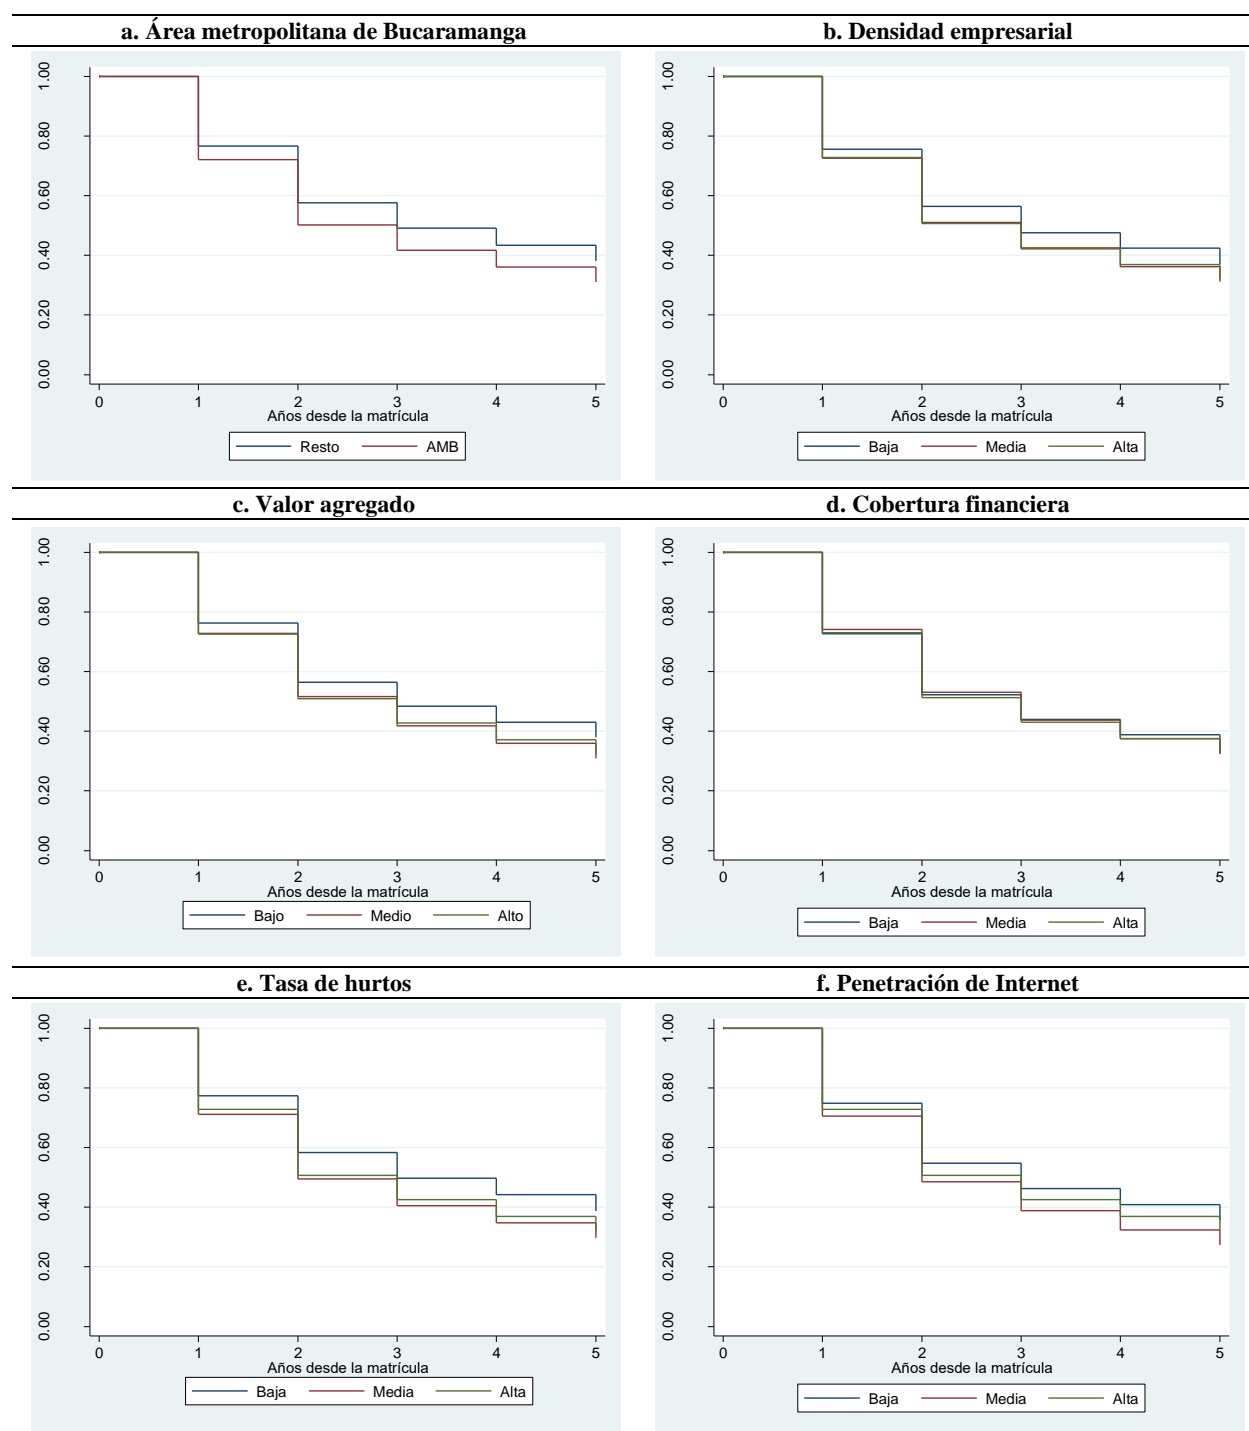 a. Área metropolitana de Bucaramanga
b. Densidad empresarial
1.00
0.80
0.60
0.40
0.20
0.00
0 1 2 3 4 5
Años desde la matrícula
Resto AMB
1.00
0.80
0.60
0.40
0.20
0.00
0 1 2 3 4 5
Años desde la matrícula
Baja Media Alta
c. Valor agregado
d. Cobertura financiera
1.00
0.80
0.60
0.40
0.20
0.00
0 1 2 3 4 5
Años desde la matrícula
Bajo Medio Alto
1.00
0.80
0.60
0.40
0.20
0.00
0 1 2 3 4 5
Años desde la matrícula
Baja Media Alta
e. Tasa de hurtos
f. Penetración de Internet
1.00
0.80
0.60
0.40
0.20
0.00
0 1 2 3 4 5
Años desde la matrícula
Baja Media Alta
1.00
0.80
0.60
0.40
0.20
0.00
0 1 2 3 4 5
Años desde la matrícula
Baja Media Alta